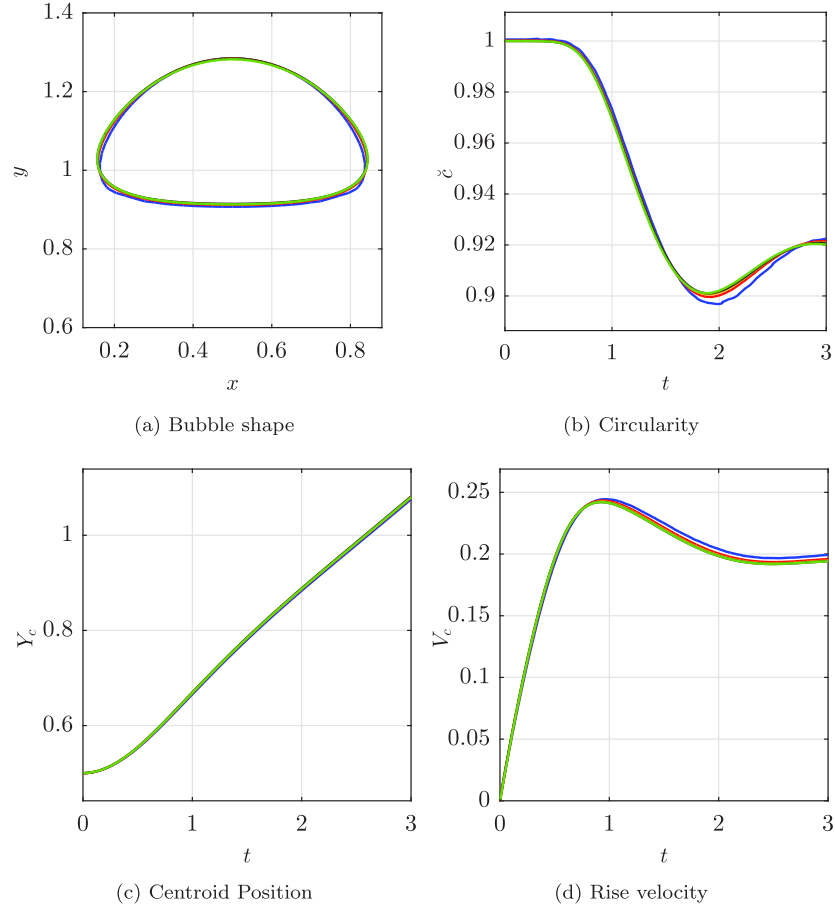 1.4
1.2
1
0.8
0.6
y
0.2 0.4 0.6 0.8
x
(a) Bubble shape
1
0.98
0.96
0.94
0.92
0.9
c̆
0 1 2 3
t
(b) Circularity
1
0.8
0.6
Y_c
0 1 2 3
t
(c) Centroid Position
0.25
0.2
0.15
0.1
0.05
0
V_c
0 1 2 3
t
(d) Rise velocity